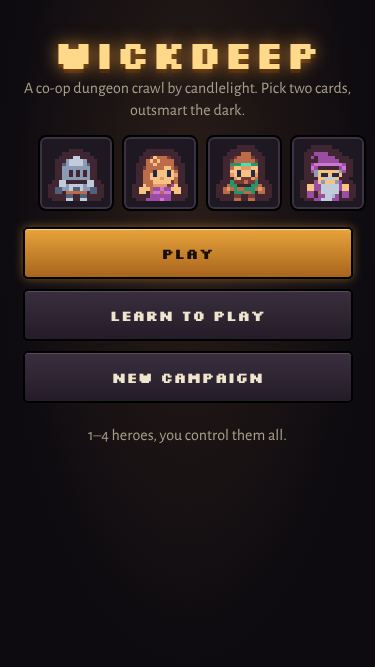 WICKDEEP
A co-op dungeon crawl by candlelight. Pick two cards,
outsmart the dark.
PLAY
LEARN TO PLAY
NEW CAMPAIGN
1–4 heroes, you control them all.